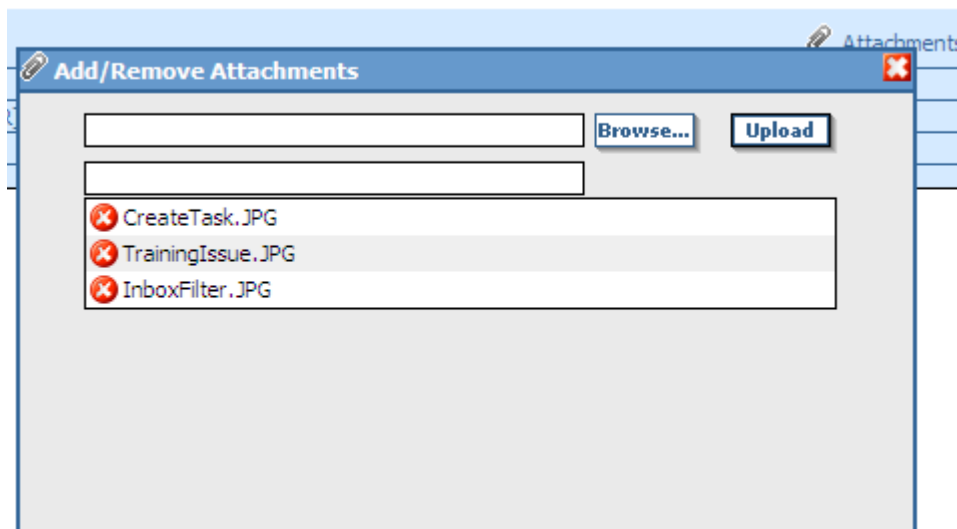 Attachments
Add/Remove Attachments
Browse... Upload
CreateTask.JPG
TrainingIssue.JPG
InboxFilter.JPG